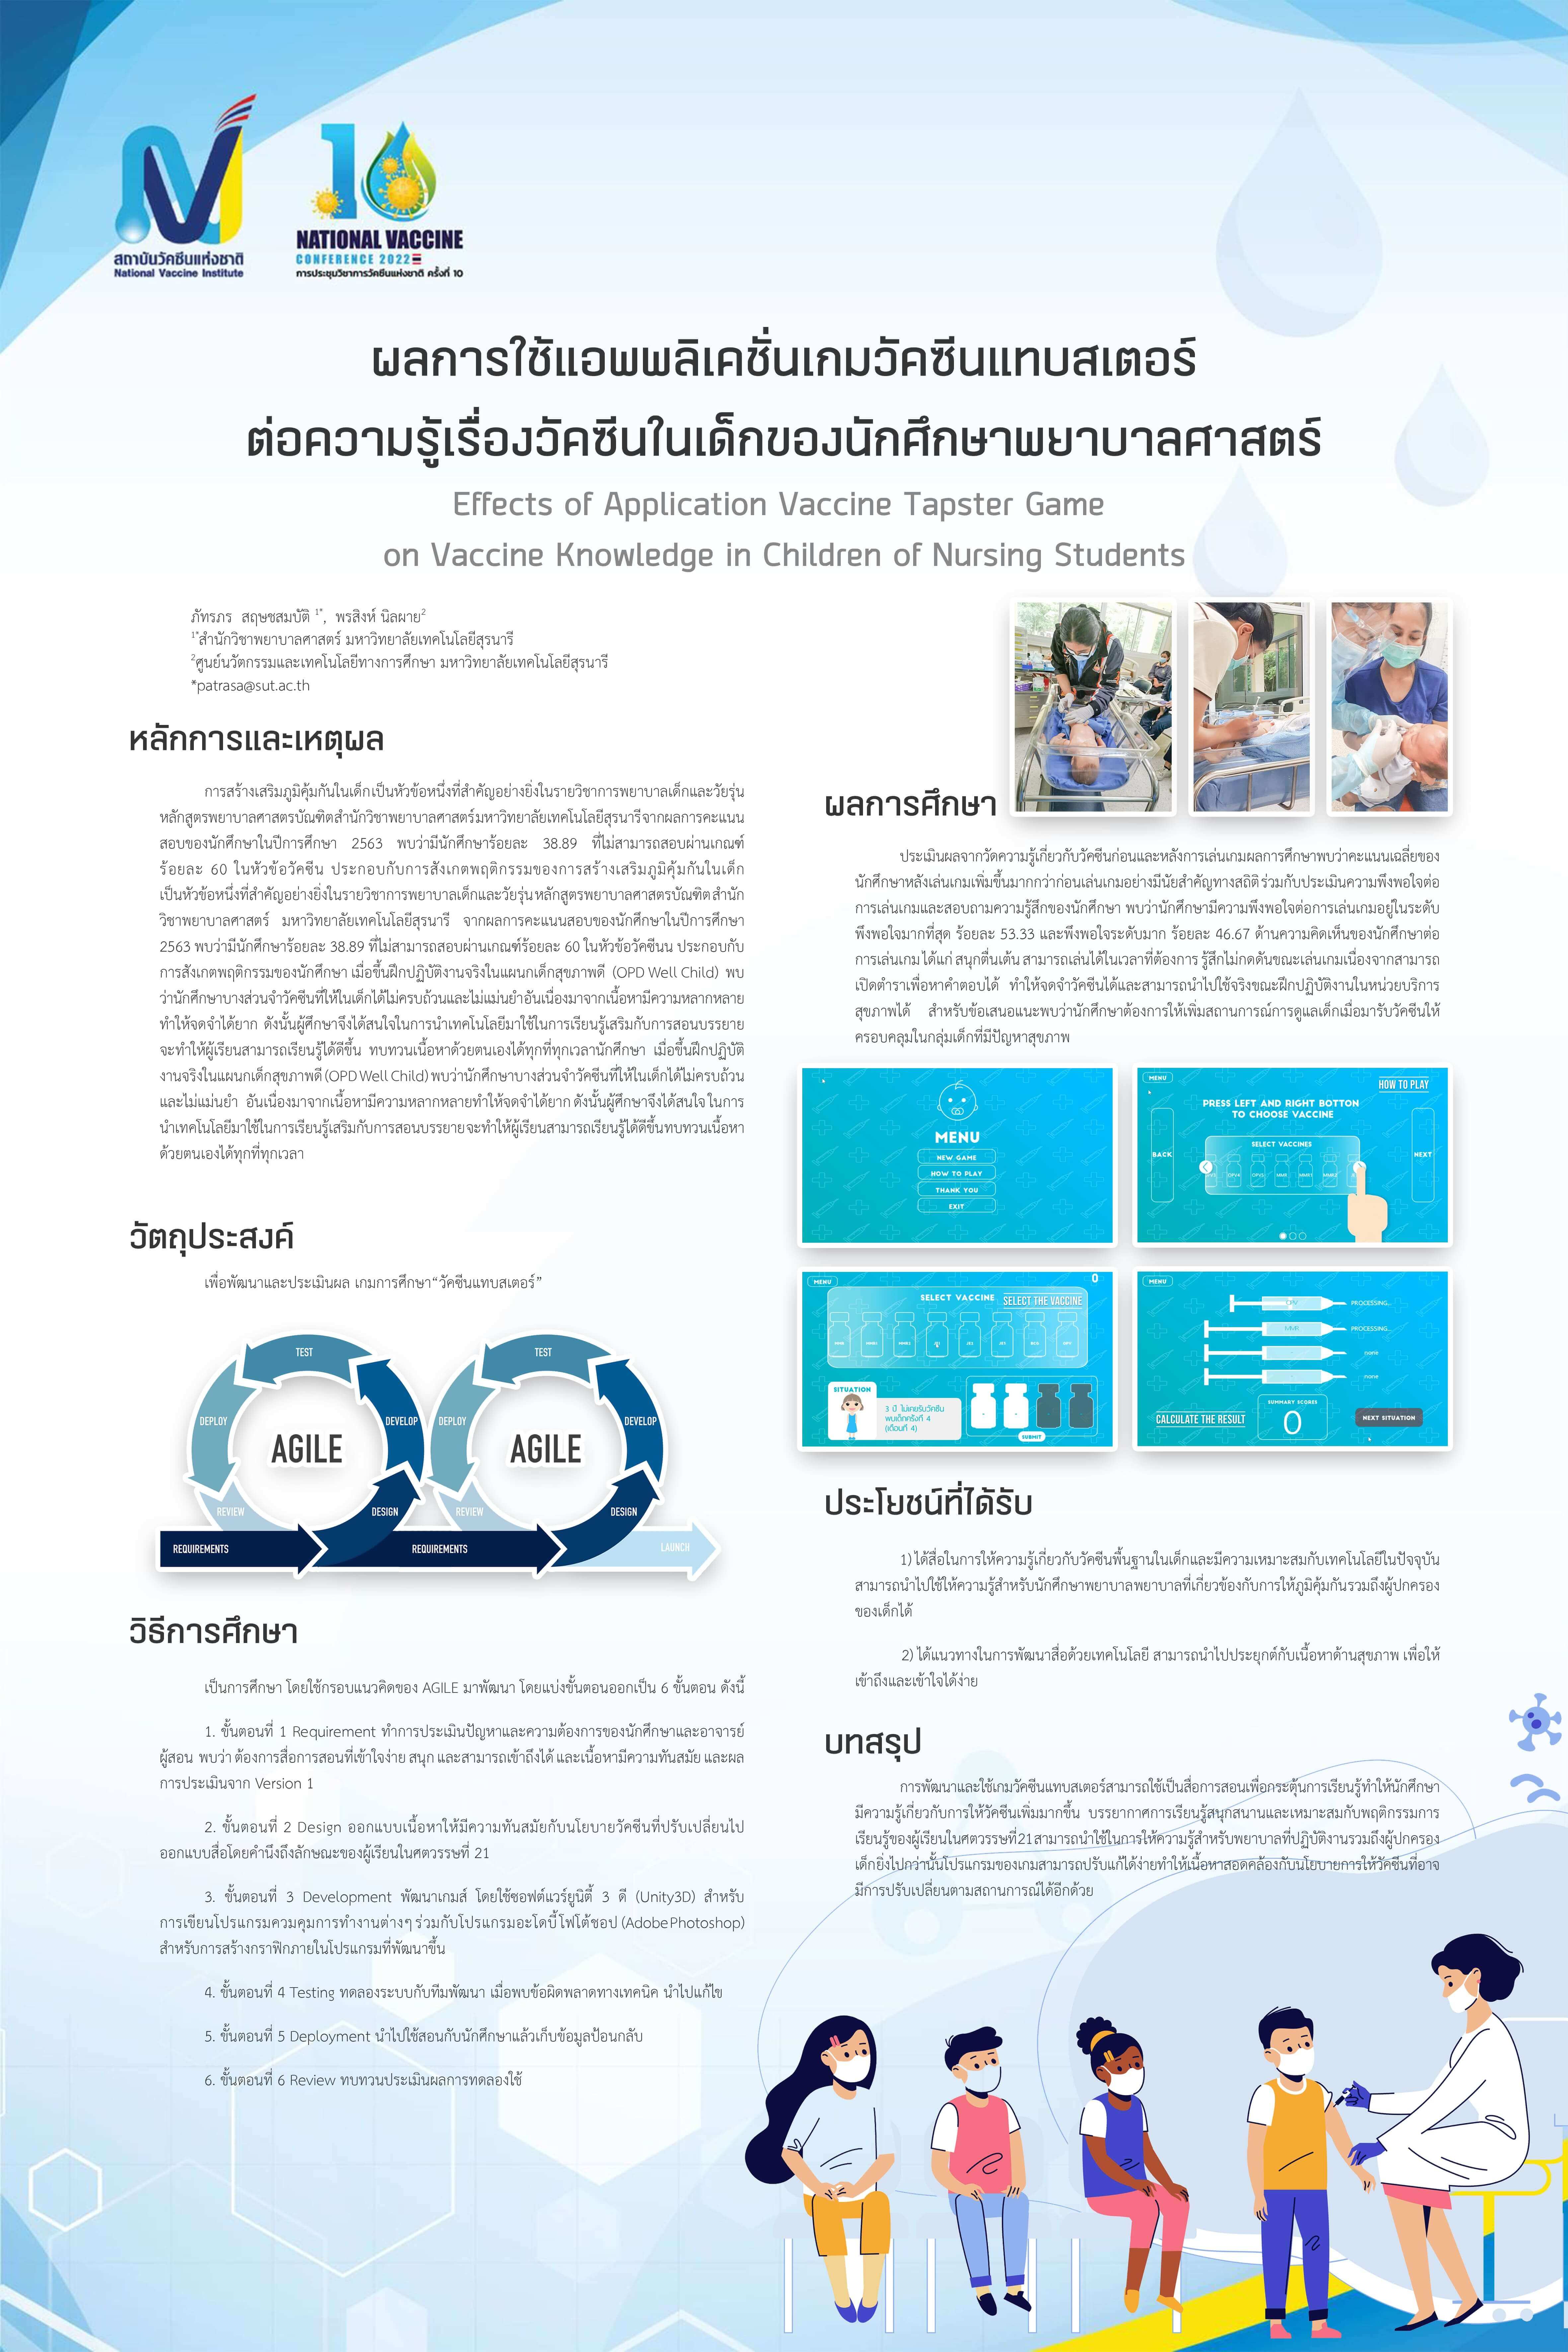 สถาบันวัคซีนแห่งชาติ
National Vaccine Institute
10
NATIONAL VACCINE
CONFERENCE 2022
การประชุมวิชาการวัคซีนแห่งชาติ ครั้งที่ 10
ผลการใช้แอพพลิเคชั่นเกมวัคซีนแทบสเตอร์
ต่อความรู้เรื่องวัคซีนในเด็กของนักศึกษาพยาบาลศาสตร์
Effects of Application Vaccine Tapster Game
on Vaccine Knowledge in Children of Nursing Students
ภัทรภร สฤษชสมบัติ 1*, พรสิงห์ นิลผาย2
1*สำนักวิชาพยาบาลศาสตร์ มหาวิทยาลัยเทคโนโลยีสุรนารี
2ศูนย์นวัตกรรมและเทคโนโลยีทางการศึกษา มหาวิทยาลัยเทคโนโลยีสุรนารี
*patrasa@sut.ac.th
หลักการและเหตุผล
การสร้างเสริมภูมิคุ้มกันในเด็กเป็นหัวข้อหนึ่งที่สำคัญอย่างยิ่งในรายวิชาการพยาบาลเด็กและวัยรุ่น
หลักสูตรพยาบาลศาสตรบัณฑิตสำนักวิชาพยาบาลศาสตร์มหาวิทยาลัยเทคโนโลยีสุรนารีจากผลการคะแนน
สอบของนักศึกษาในปีการศึกษา 2563 พบว่ามีนักศึกษาร้อยละ 38.89 ที่ไม่สามารถสอบผ่านเกณฑ์
ร้อยละ 60 ในหัวข้อวัคซีน ประกอบกับการสังเกตพฤติกรรมของการสร้างเสริมภูมิคุ้มกันในเด็ก
เป็นหัวข้อหนึ่งที่สำคัญอย่างยิ่งในรายวิชาการพยาบาลเด็กและวัยรุ่น หลักสูตรพยาบาลศาสตรบัณฑิต สำนัก
วิชาพยาบาลศาสตร์ มหาวิทยาลัยเทคโนโลยีสุรนารี จากผลการคะแนนสอบของนักศึกษาในปีการศึกษา
2563 พบว่ามีนักศึกษาร้อยละ 38.89 ที่ไม่สามารถสอบผ่านเกณฑ์ร้อยละ 60 ในหัวข้อวัคซีนน ประกอบกับ
การสังเกตพฤติกรรมของนักศึกษา เมื่อขึ้นฝึกปฏิบัติงานจริงในแผนกเด็กสุขภาพดี (OPD Well Child) พบ
ว่านักศึกษาบางส่วนจำวัคซีนที่ให้ในเด็กได้ไม่ครบถ้วนและไม่แม่นยำอันเนื่องมาจากเนื้อหามีความหลากหลาย
ทำให้จดจำได้ยาก ดังนั้นผู้ศึกษาจึงได้สนใจในการนำเทคโนโลยีมาใช้ในการเรียนรู้เสริมกับการสอนบรรยาย
จะทำให้ผู้เรียนสามารถเรียนรู้ได้ดีขึ้น ทบทวนเนื้อหาด้วยตนเองได้ทุกที่ทุกเวลานักศึกษา เมื่อขึ้นฝึกปฏิบัติ
งานจริงในแผนกเด็กสุขภาพดี (OPD Well Child) พบว่านักศึกษาบางส่วนจำวัคซีนที่ให้ในเด็กได้ไม่ครบถ้วน
และไม่แม่นยำ อันเนื่องมาจากเนื้อหามีความหลากหลายทำให้จดจำได้ยาก ดังนั้นผู้ศึกษาจึงได้สนใจ ในการ
นำเทคโนโลยีมาใช้ในการเรียนรู้เสริมกับการสอนบรรยาย จะทำให้ผู้เรียนสามารถเรียนรู้ได้ดีขึ้น ทบทวนเนื้อหา
ด้วยตนเองได้ทุกที่ทุกเวลา
วัตถุประสงค์
เพื่อพัฒนาและประเมินผล เกมการศึกษา“วัคซีนแทบสเตอร์”
TEST
TEST
DEPLOY
DEVELOP
DEPLOY
DEVELOP
AGILE
AGILE
REVIEW
DESIGN
REVIEW
DESIGN
REQUIREMENTS
REQUIREMENTS
LAUNCH
วิธีการศึกษา
เป็นการศึกษา โดยใช้กรอบแนวคิดของ AGILE มาพัฒนา โดยแบ่งขั้นตอนออกเป็น 6 ขั้นตอน ดังนี้
1. ขั้นตอนที่ 1 Requirement ทำการประเมินปัญหาและความต้องการของนักศึกษาและอาจารย์
ผู้สอน พบว่า ต้องการสื่อการสอนที่เข้าใจง่าย สนุก และสามารถเข้าถึงได้ และเนื้อหามีความทันสมัย และผล
การประเมินจาก Version 1
2. ขั้นตอนที่ 2 Design ออกแบบเนื้อหาให้มีความทันสมัยกับนโยบายวัคซีนที่ปรับเปลี่ยนไป
ออกแบบสื่อโดยคำนึงถึงลักษณะของผู้เรียนในศตวรรษที่ 21
3. ขั้นตอนที่ 3 Development พัฒนาเกมส์ โดยใช้ซอฟต์แวร์ยูนิตี้ 3 ดี (Unity3D) สำหรับ
การเขียนโปรแกรมควมคุมการทำงานต่างๆ ร่วมกับโปรแกรมอะโดบี้ โฟโต้ชอป (Adobe Photoshop)
สำหรับการสร้างกราฟิกภายในโปรแกรมที่พัฒนาขึ้น
4. ขั้นตอนที่ 4 Testing ทดลองระบบกับทีมพัฒนา เมื่อพบข้อผิดพลาดทางเทคนิค นำไปแก้ไข
5. ขั้นตอนที่ 5 Deployment นำไปใช้สอนกับนักศึกษาแล้วเก็บข้อมูลป้อนกลับ
6. ขั้นตอนที่ 6 Review ทบทวนประเมินผลการทดลองใช้
ผลการศึกษา
ประเมินผลจากวัดความรู้เกี่ยวกับวัคซีนก่อนและหลังการเล่นเกมผลการศึกษาพบว่าคะแนนเฉลี่ยของ
นักศึกษาหลังเล่นเกมเพิ่มขึ้นมากกว่าก่อนเล่นเกมอย่างมีนัยสำคัญทางสถิติ ร่วมกับประเมินความพึงพอใจต่อ
การเล่นเกมและสอบถามความรู้สึกของนักศึกษา พบว่านักศึกษามีความพึงพอใจต่อการเล่นเกมอยู่ในระดับ
พึงพอใจมากที่สุด ร้อยละ 53.33 และพึงพอใจระดับมาก ร้อยละ 46.67 ด้านความคิดเห็นของนักศึกษาต่อ
การเล่นเกม ได้แก่ สนุกตื่นเต้น สามารถเล่นได้ในเวลาที่ต้องการ รู้สึกไม่กดดันขณะเล่นเกมเนื่องจากสามารถ
เปิดตำราเพื่อหาคำตอบได้ ทำให้จดจำวัคซีนได้และสามารถนำไปใช้จริงขณะฝึกปฏิบัติงานในหน่วยบริการ
สุขภาพได้ สำหรับข้อเสนอแนะพบว่านักศึกษาต้องการให้เพิ่มสถานการณ์การดูแลเด็กเมื่อมารับวัคซีนให้
ครอบคลุมในกลุ่มเด็กที่มีปัญหาสุขภาพ
MENU
NEW GAME
HOW TO PLAY
THANK YOU
EXIT
MENU
HOW TO PLAY
PRESS LEFT AND RIGHT BOTTON
TO CHOOSE VACCINE
SELECT VACCINES
BACK
NEXT
OPV4 OPV5 MMR MMR1 MMR2
MENU
0
SELECT VACCINE
SELECT THE VACCINE
MMR MMR1 MMR2 JE1 JE2 JE3 BCG OPV
SITUATION
3 ปี ไม่เคยรับวัคซีน
พบเด็กครั้งที่ 4
(เดือนที่ 4)
SUBMIT
MENU
OPV PROCESSING...
MMR PROCESSING...
none
none
SUMMARY SCORES
CALCULATE THE RESULT
0
NEXT SITUATION
ประโยชน์ที่ได้รับ
1) ได้สื่อในการให้ความรู้เกี่ยวกับวัคซีนพื้นฐานในเด็กและมีความเหมาะสมกับเทคโนโลยีในปัจจุบัน
สามารถนำไปใช้ให้ความรู้สำหรับนักศึกษาพยาบาล พยาบาลที่เกี่ยวข้องกับการให้ภูมิคุ้มกัน รวมถึงผู้ปกครอง
ของเด็กได้
2) ได้แนวทางในการพัฒนาสื่อด้วยเทคโนโลยี สามารถนำไปประยุกต์กับเนื้อหาด้านสุขภาพ เพื่อให้
เข้าถึงและเข้าใจได้ง่าย
บทสรุป
การพัฒนาและใช้เกมวัคซีนแทบสเตอร์สามารถใช้เป็นสื่อการสอนเพื่อกระตุ้นการเรียนรู้ทำให้นักศึกษา
มีความรู้เกี่ยวกับการให้วัคซีนเพิ่มมากขึ้น บรรยากาศการเรียนรู้สนุกสนานและเหมาะสมกับพฤติกรรมการ
เรียนรู้ของผู้เรียนในศตวรรษที่21สามารถนำใช้ในการให้ความรู้สำหรับพยาบาลที่ปฏิบัติงานรวมถึงผู้ปกครอง
เด็กยิ่งไปกว่านั้นโปรแกรมของเกมสามารถปรับแก้ได้ง่ายทำให้เนื้อหาสอดคล้องกับนโยบายการให้วัคซีนที่อาจ
มีการปรับเปลี่ยนตามสถานการณ์ได้อีกด้วย